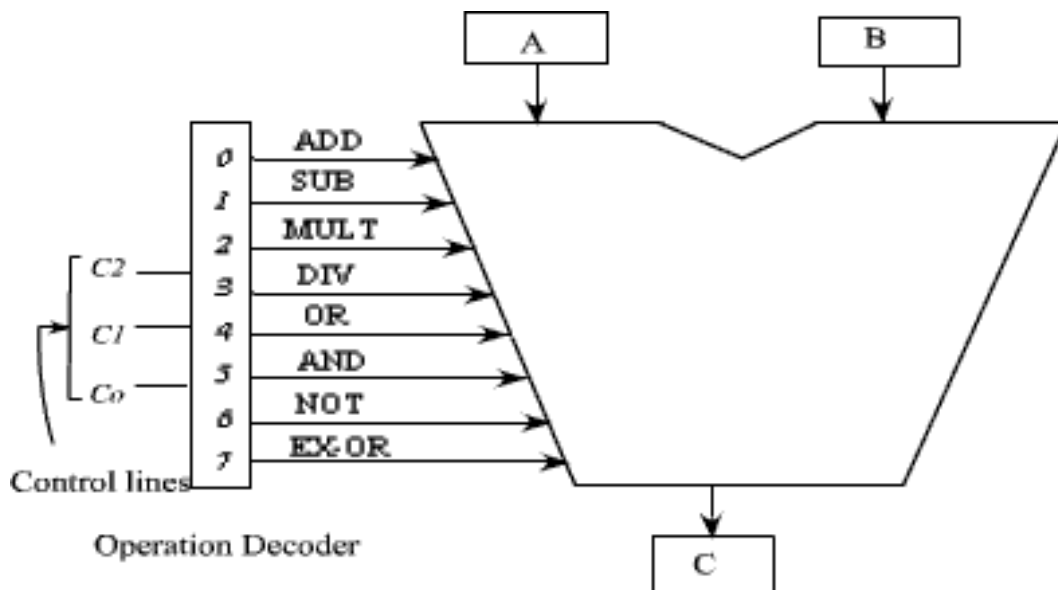 A
B
0 ADD
1 SUB
2 MULT
3 DIV
4 OR
5 AND
6 NOT
7 EX-OR
C2
C1
Co
Control lines
Operation Decoder
C